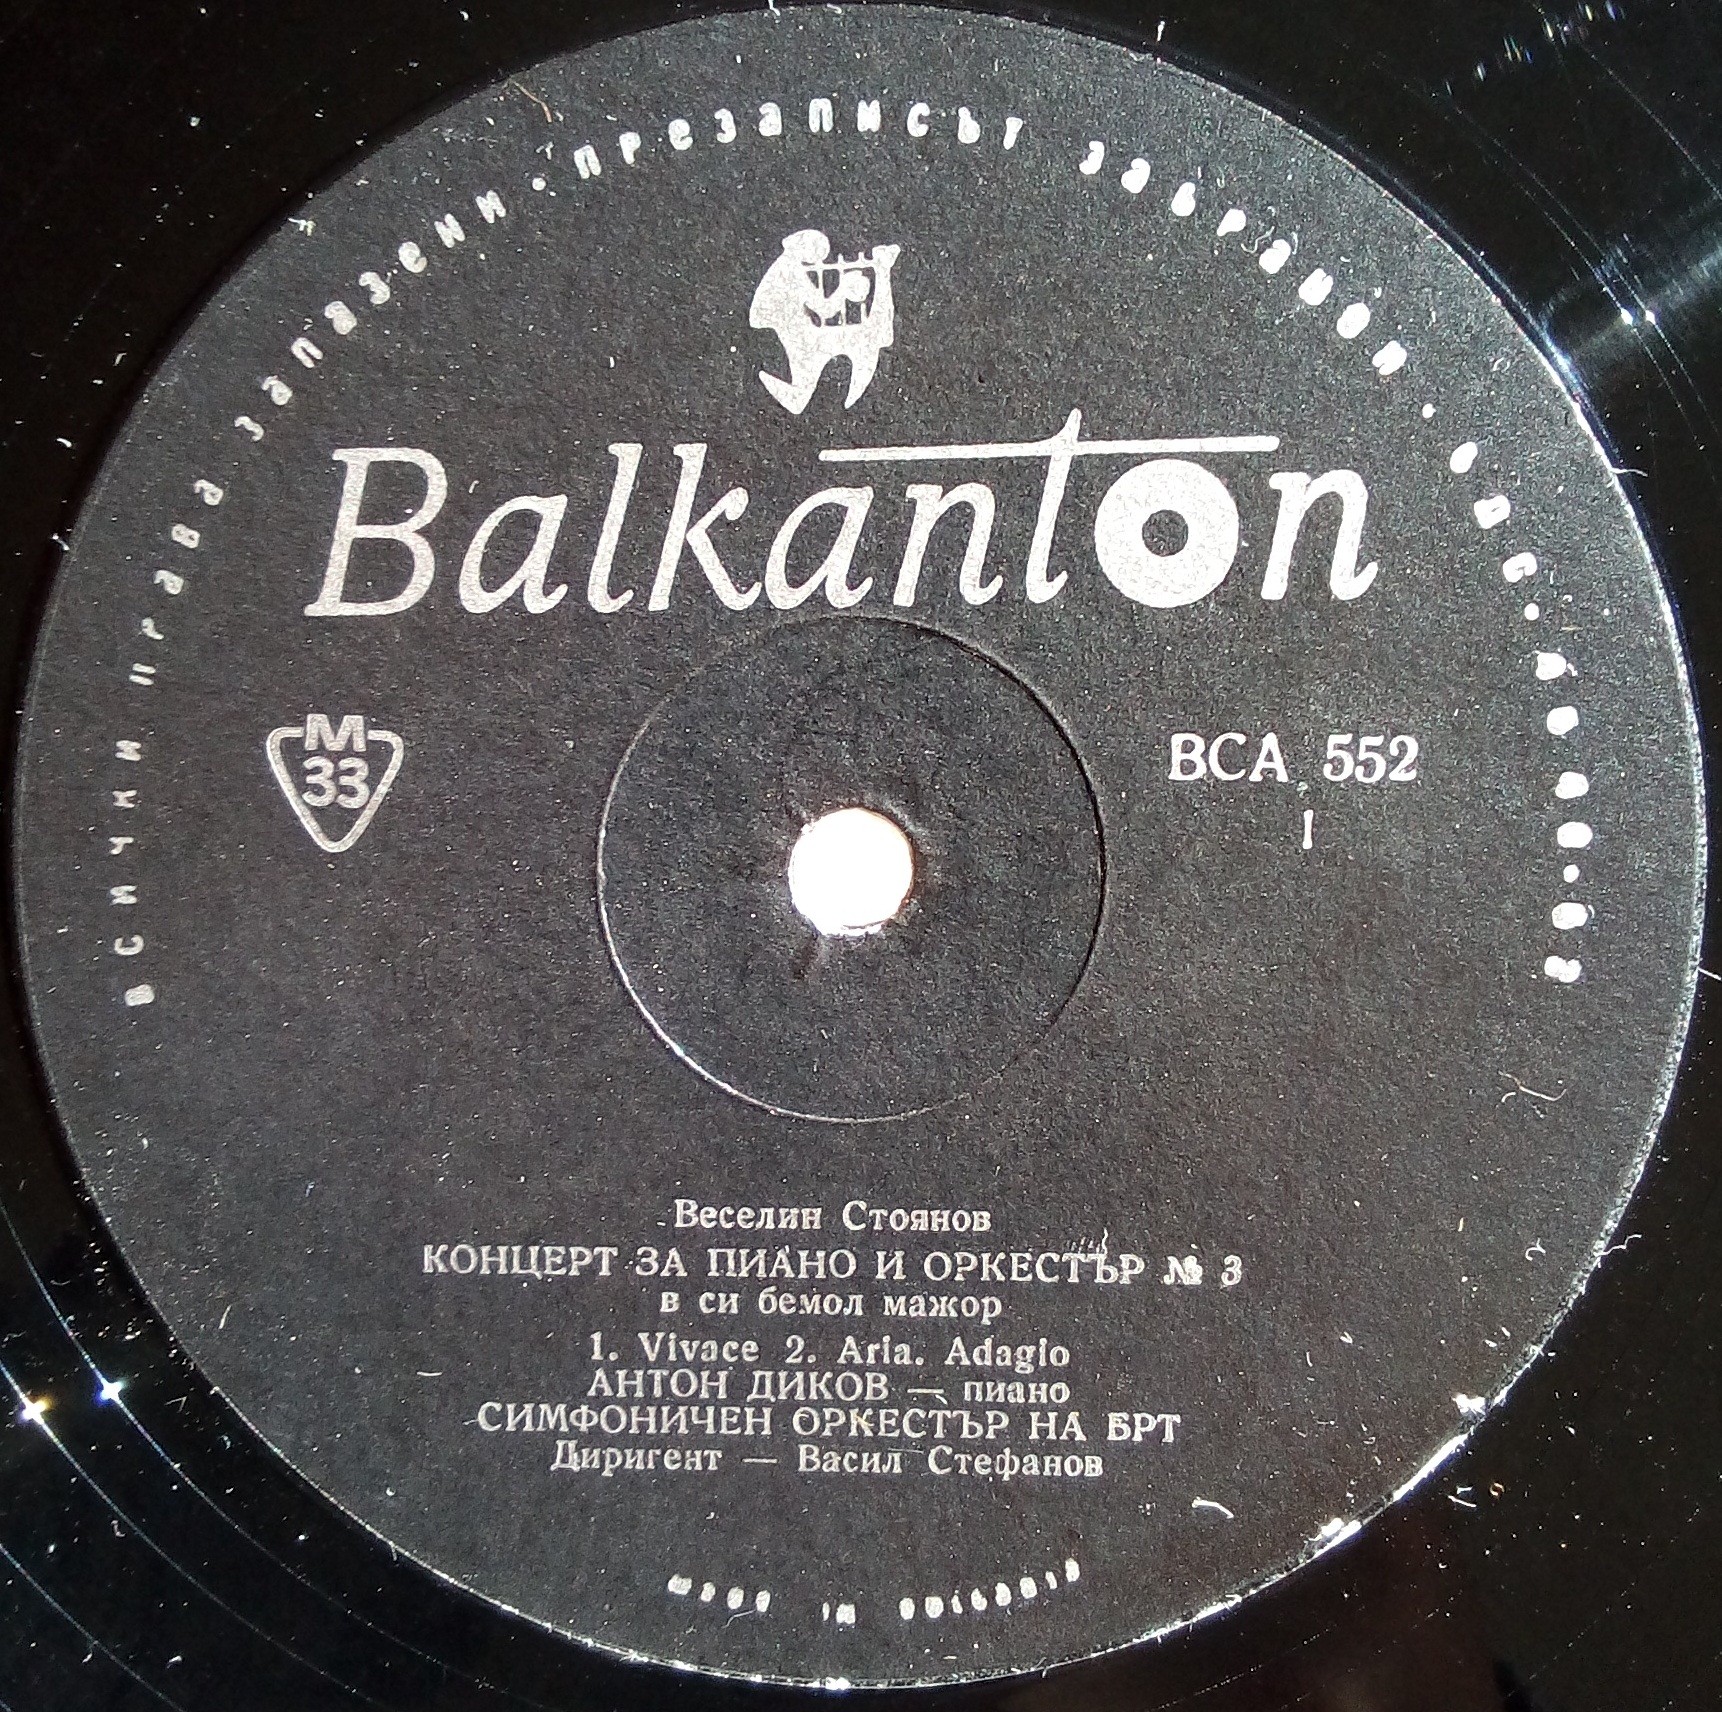 ВСИЧКИ ПРАВА ЗАПАЗЕНИ · ПРЕЗАПИСЪТ ЗАБРАНЕН ·
Balkanton
М
33
ВСА 552
I
Веселин Стоянов
КОНЦЕРТ ЗА ПИАНО И ОРКЕСТЪР № 3
в си бемол мажор
1. Vivace 2. Aria. Adagio
АНТОН ДИКОВ — пиано
СИМФОНИЧЕН ОРКЕСТЪР НА БРТ
Диригент — Васил Стефанов
MADE IN BULGARIA